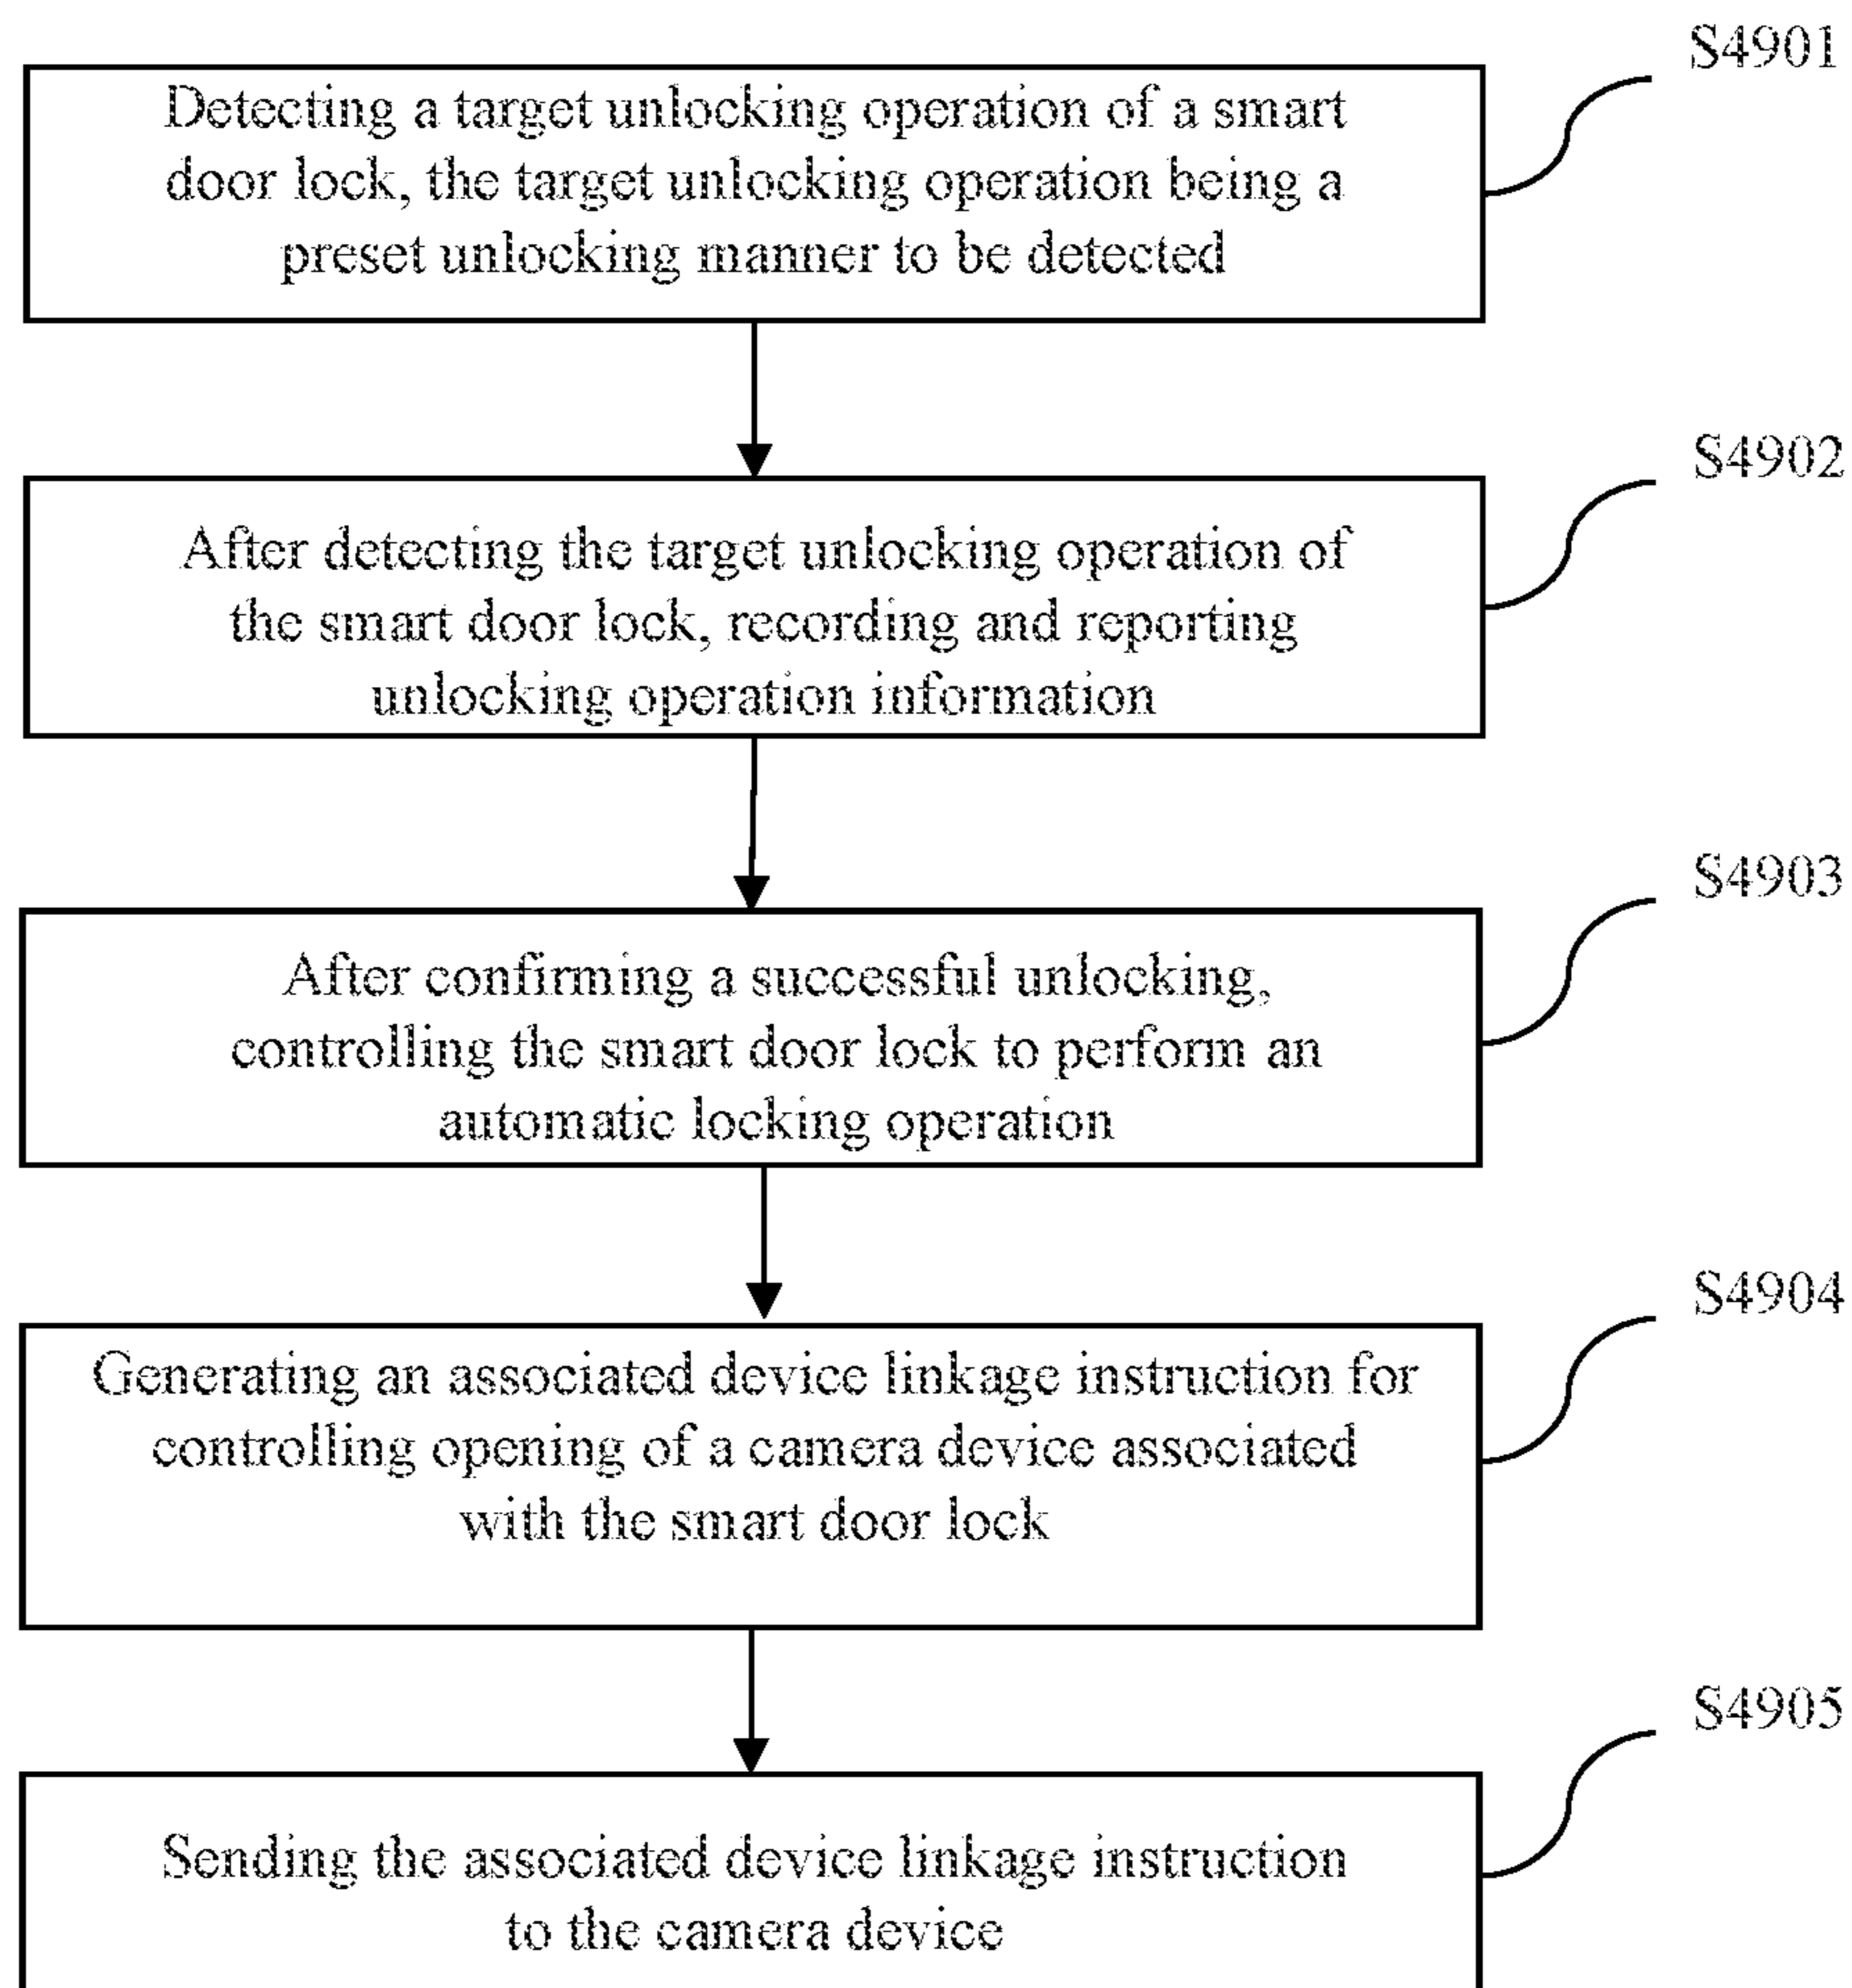 S4901
Detecting a target unlocking operation of a smart
door lock, the target unlocking operation being a
preset unlocking manner to be detected
S4902
After detecting the target unlocking operation of
the smart door lock, recording and reporting
unlocking operation information
S4903
After confirming a successful unlocking,
controlling the smart door lock to perform an
automatic locking operation
S4904
Generating an associated device linkage instruction for
controlling opening of a camera device associated
with the smart door lock
S4905
Sending the associated device linkage instruction
to the camera device